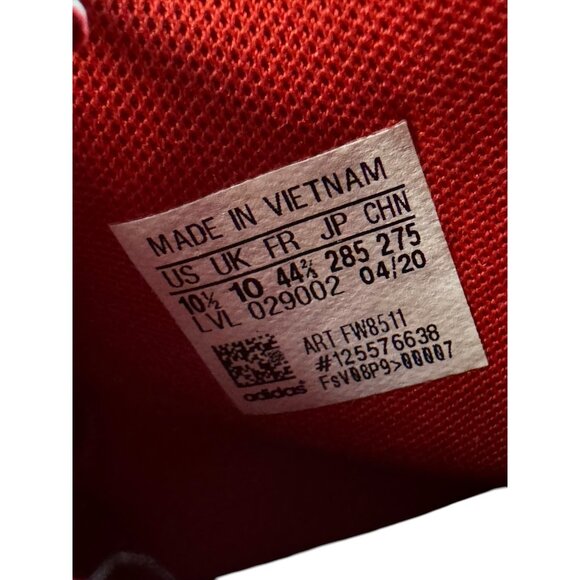 MADE IN VIETNAM
US UK FR JP CHN
10½ 10 44⅔ 285 275
LVL 029002 04/20
ART FW8511
#125576638
FsV08P9>00007
adidas